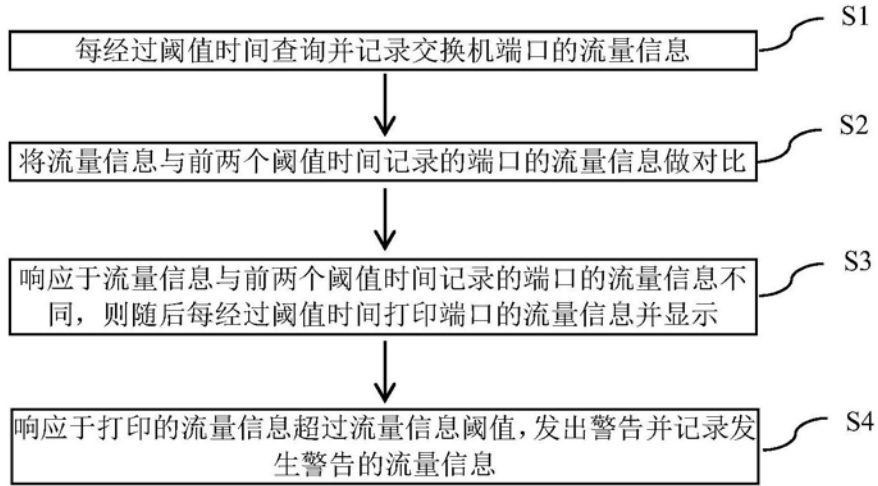 S1
每经过阈值时间查询并记录交换机端口的流量信息
S2
将流量信息与前两个阈值时间记录的端口的流量信息做对比
S3
响应于流量信息与前两个阈值时间记录的端口的流量信息不
同，则随后每经过阈值时间打印端口的流量信息并显示
S4
响应于打印的流量信息超过流量信息阈值，发出警告并记录发
生警告的流量信息